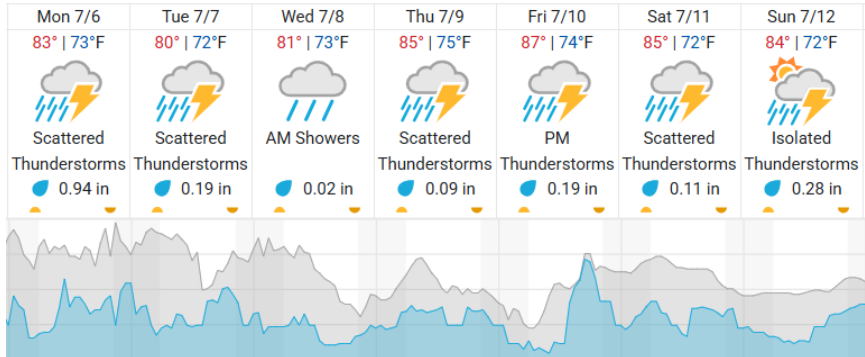 Mon 7/6 Tue 7/7 Wed 7/8 Thu 7/9 Fri 7/10 Sat 7/11 Sun 7/12
83° | 73°F 80° | 72°F 81° | 73°F 85° | 75°F 87° | 74°F 85° | 72°F 84° | 72°F
Scattered Scattered AM Showers Scattered PM Scattered Isolated
Thunderstorms Thunderstorms Thunderstorms Thunderstorms Thunderstorms Thunderstorms
0.94 in 0.19 in 0.02 in 0.09 in 0.19 in 0.11 in 0.28 in